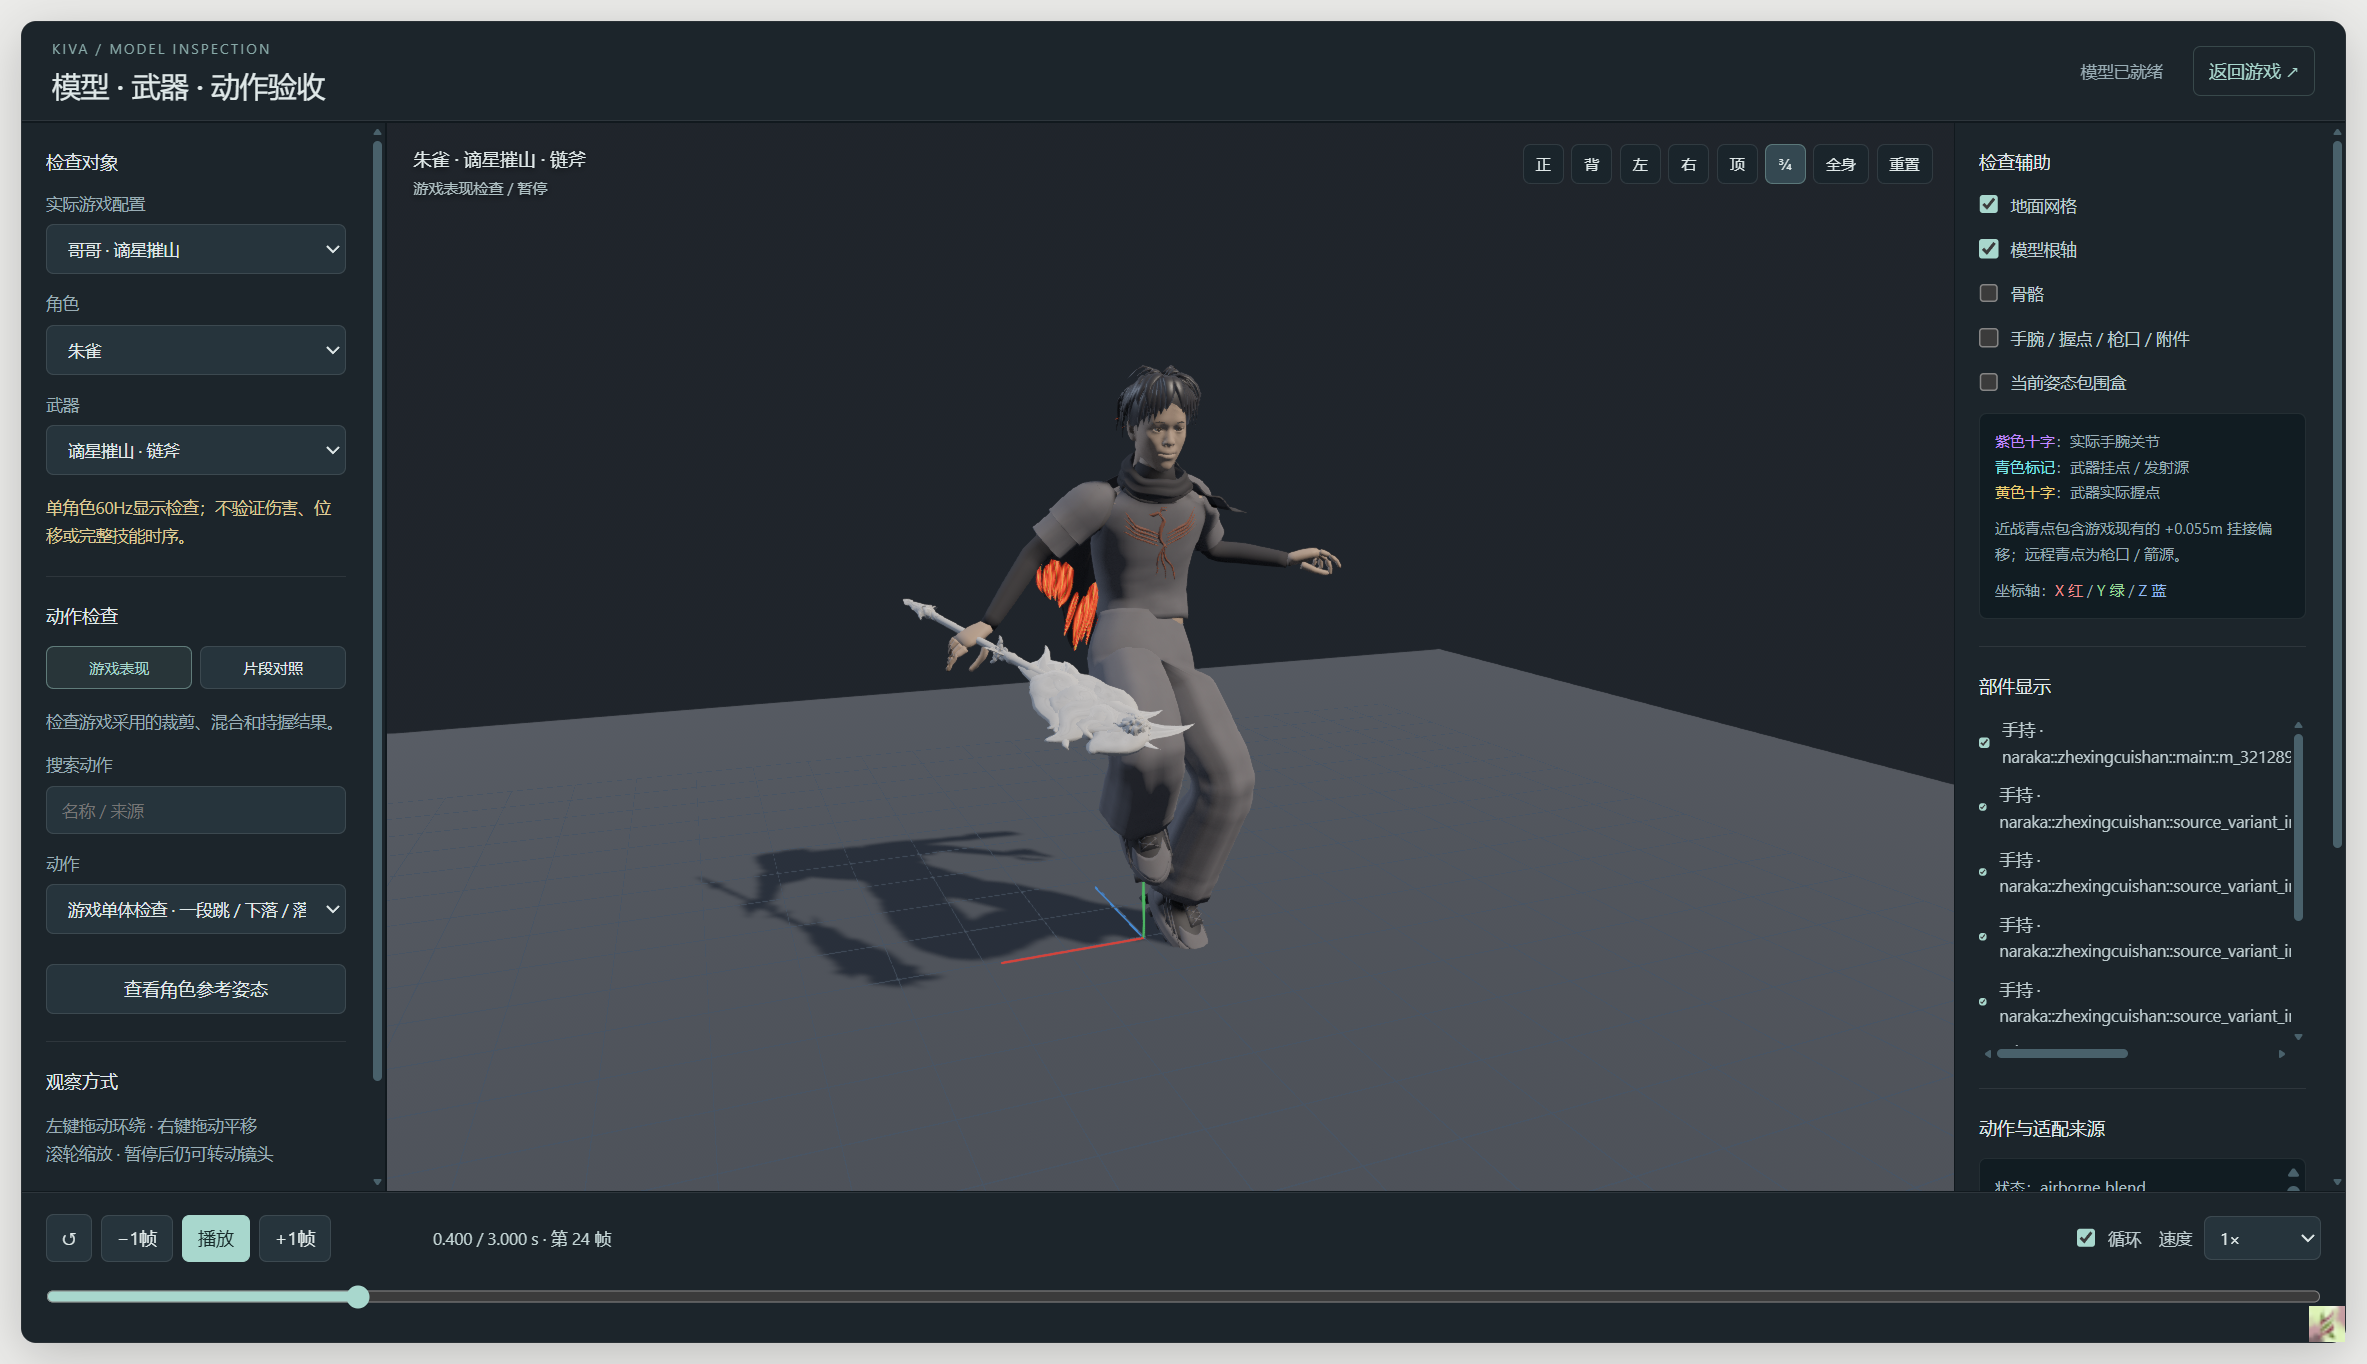 KIVA / MODEL INSPECTION
模型 · 武器 · 动作验收
模型已就绪
返回游戏 ↗
检查对象
实际游戏配置
哥哥 · 谪星摧山
角色
朱雀
武器
谪星摧山 · 链斧
单角色60Hz显示检查；不验证伤害、位
移或完整技能时序。
动作检查
游戏表现
片段对照
检查游戏采用的裁剪、混合和持握结果。
搜索动作
名称 / 来源
动作
游戏单体检查 · 一段跳 / 下落 / 落
查看角色参考姿态
观察方式
左键拖动环绕 · 右键拖动平移
滚轮缩放 · 暂停后仍可转动镜头
朱雀 · 谪星摧山 · 链斧
游戏表现检查 / 暂停
正
背
左
右
顶
¾
全身
重置
检查辅助
地面网格
模型根轴
骨骼
手腕 / 握点 / 枪口 / 附件
当前姿态包围盒
紫色十字：实际手腕关节
青色标记：武器挂点 / 发射源
黄色十字：武器实际握点
近战青点包含游戏现有的 +0.055m 挂接偏
移；远程青点为枪口 / 箭源。
坐标轴：X 红 / Y 绿 / Z 蓝
部件显示
手持 ·
naraka::zhexingcuishan::main::m_321289
手持 ·
naraka::zhexingcuishan::source_variant_i
手持 ·
naraka::zhexingcuishan::source_variant_i
手持 ·
naraka::zhexingcuishan::source_variant_i
手持 ·
naraka::zhexingcuishan::source_variant_i
动作与适配来源
状态：airborne blend
↺
−1帧
播放
+1帧
0.400 / 3.000 s · 第 24 帧
循环
速度
1×